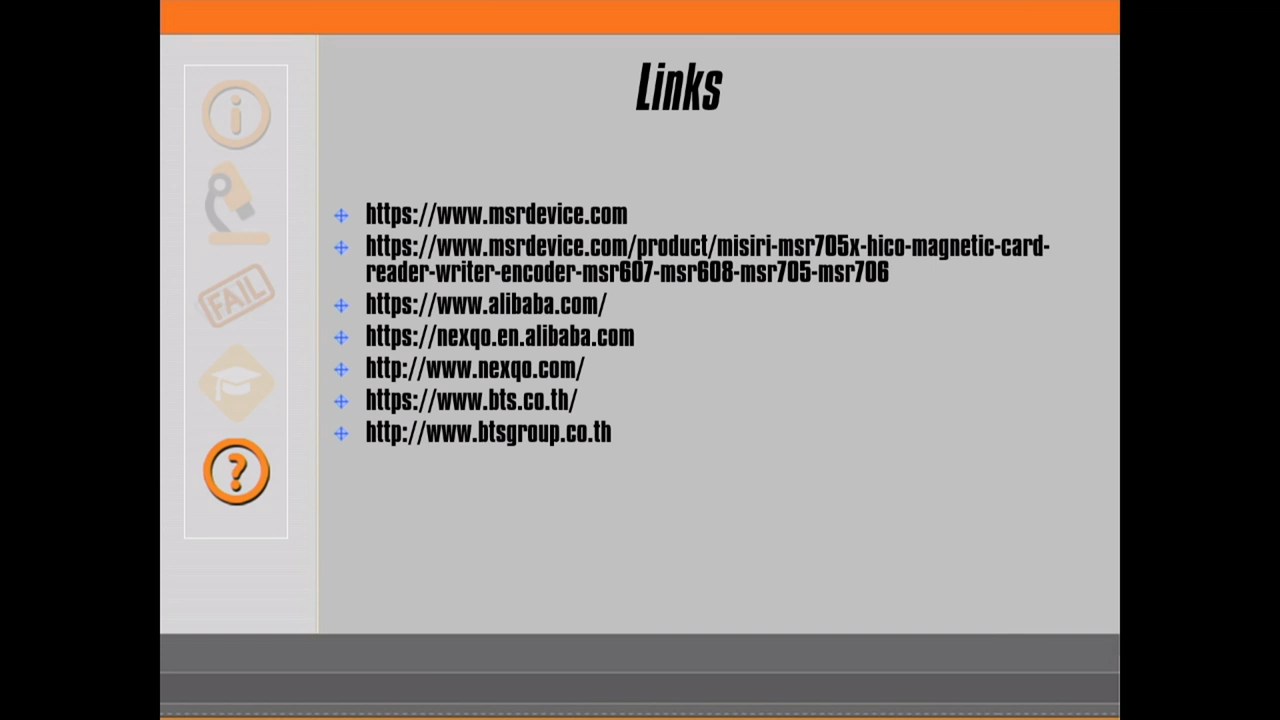 Links
https://www.msrdevice.com
https://www.msrdevice.com/product/misiri-msr705x-hico-magnetic-card-
reader-writer-encoder-msr607-msr608-msr705-msr706
https://www.alibaba.com/
https://nexqo.en.alibaba.com
http://www.nexqo.com/
https://www.bts.co.th/
http://www.btsgroup.co.th
FAIL